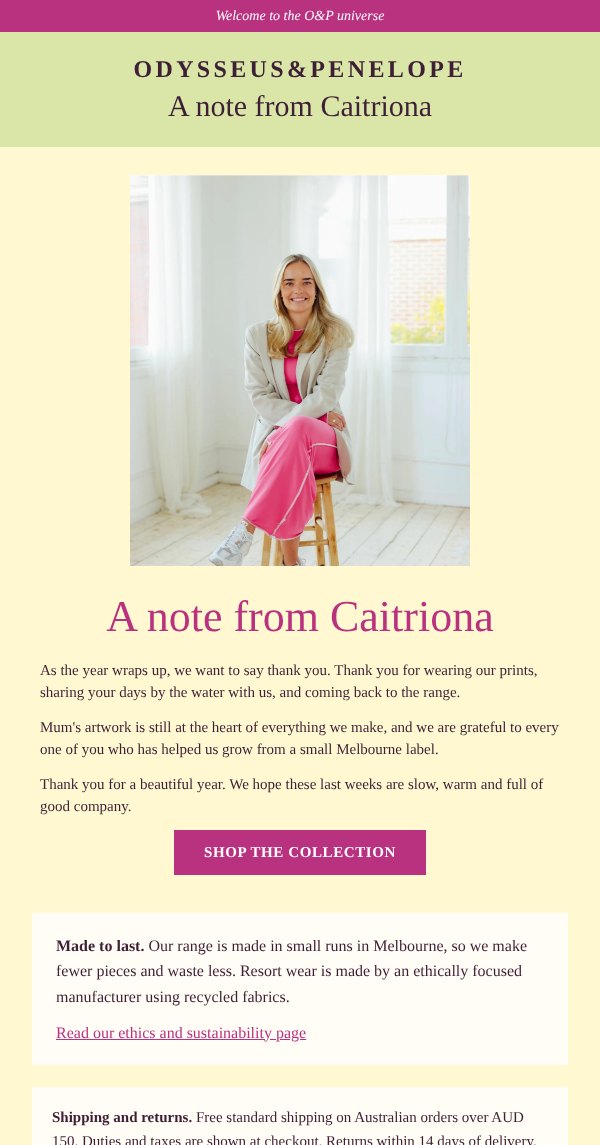 Welcome to the O&P universe
ODYSSEUS&PENELOPE
A note from Caitriona
A note from Caitriona
As the year wraps up, we want to say thank you. Thank you for wearing our prints,
sharing your days by the water with us, and coming back to the range.
Mum's artwork is still at the heart of everything we make, and we are grateful to every
one of you who has helped us grow from a small Melbourne label.
Thank you for a beautiful year. We hope these last weeks are slow, warm and full of
good company.
SHOP THE COLLECTION
Made to last. Our range is made in small runs in Melbourne, so we make
fewer pieces and waste less. Resort wear is made by an ethically focused
manufacturer using recycled fabrics.
Read our ethics and sustainability page
Shipping and returns. Free standard shipping on Australian orders over AUD
150. Duties and taxes are shown at checkout. Returns within 14 days of delivery.